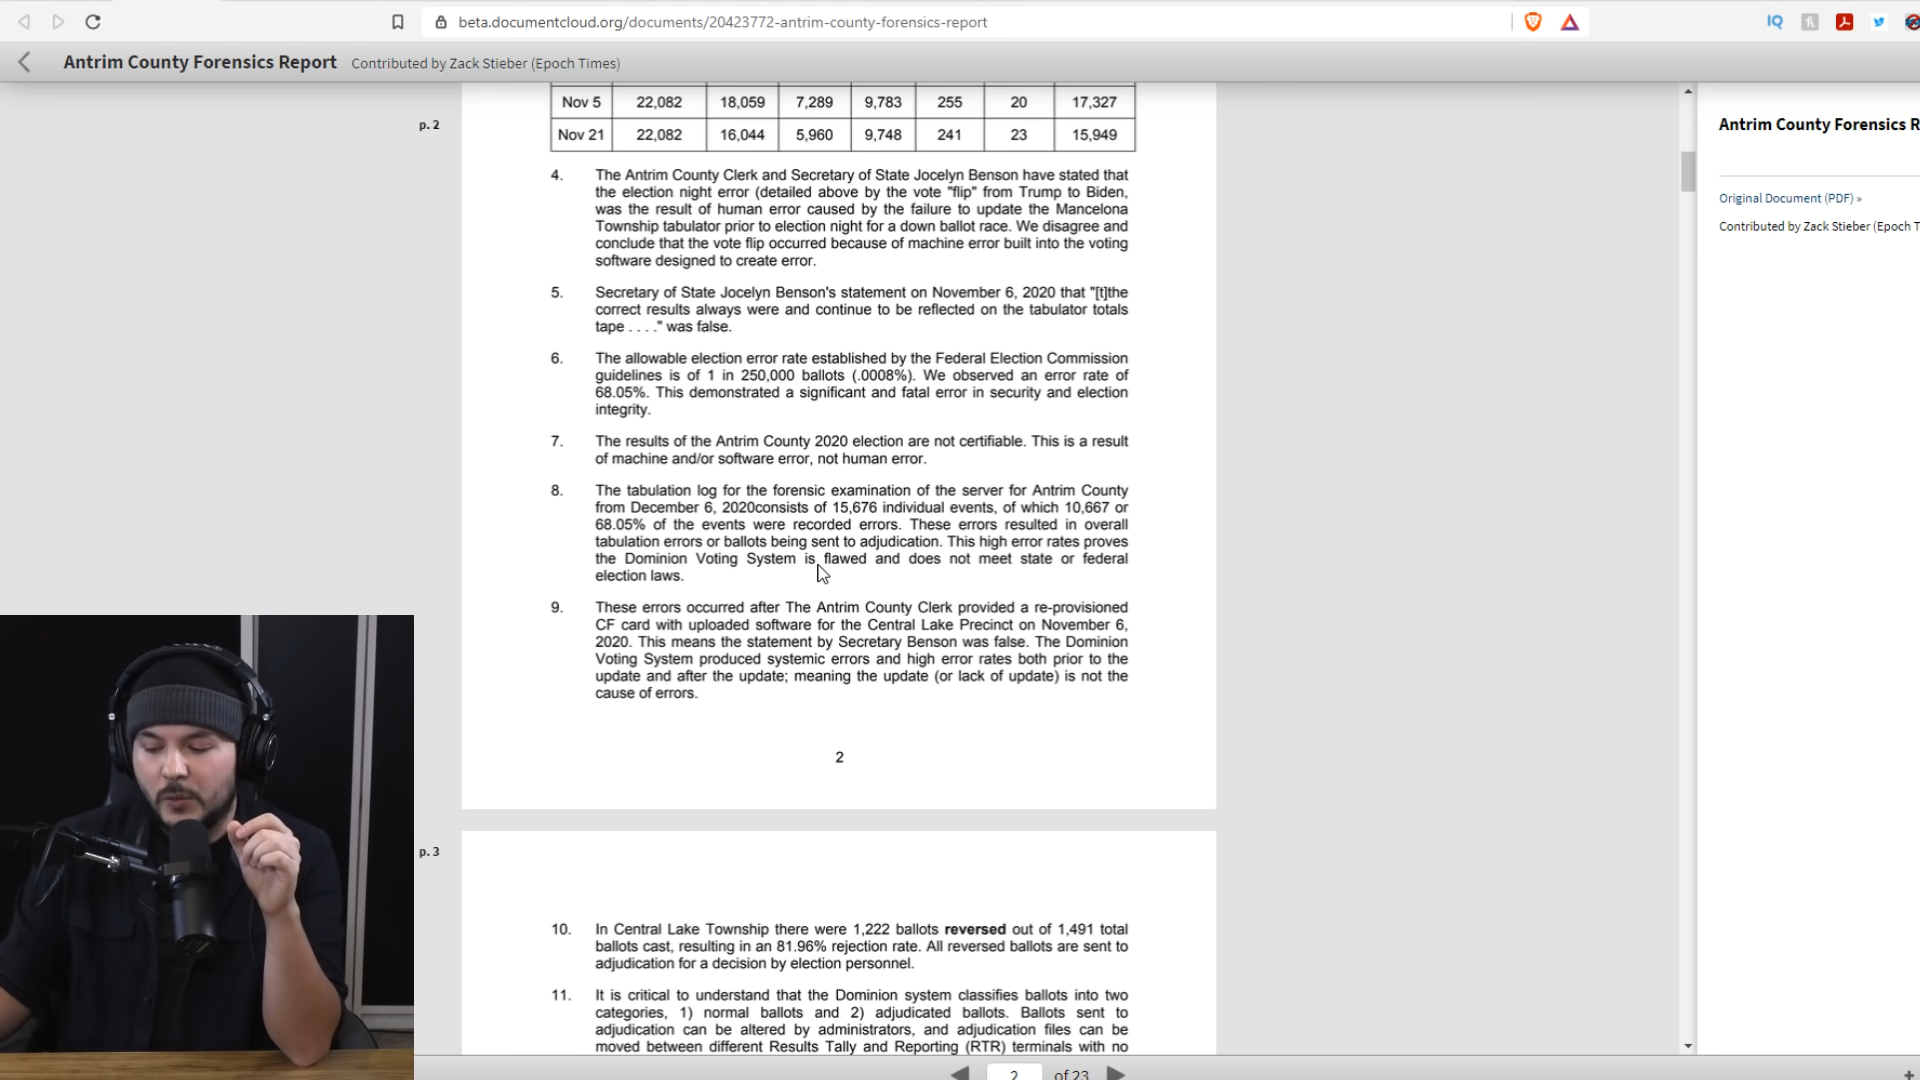 beta.documentcloud.org/documents/20423772-antrim-county-forensics-report
IQ
Antrim County Forensics Report Contributed by Zack Stieber (Epoch Times)
p. 2
Nov 5 22,082 18,059 7,289 9,783 255 20 17,327
Nov 21 22,082 16,044 5,960 9,748 241 23 15,949
4. The Antrim County Clerk and Secretary of State Jocelyn Benson have stated that
the election night error (detailed above by the vote "flip" from Trump to Biden,
was the result of human error caused by the failure to update the Mancelona
Township tabulator prior to election night for a down ballot race. We disagree and
conclude that the vote flip occurred because of machine error built into the voting
software designed to create error.
5. Secretary of State Jocelyn Benson's statement on November 6, 2020 that "[t]the
correct results always were and continue to be reflected on the tabulator totals
tape . . . ." was false.
6. The allowable election error rate established by the Federal Election Commission
guidelines is of 1 in 250,000 ballots (.0008%). We observed an error rate of
68.05%. This demonstrated a significant and fatal error in security and election
integrity.
7. The results of the Antrim County 2020 election are not certifiable. This is a result
of machine and/or software error, not human error.
8. The tabulation log for the forensic examination of the server for Antrim County
from December 6, 2020consists of 15,676 individual events, of which 10,667 or
68.05% of the events were recorded errors. These errors resulted in overall
tabulation errors or ballots being sent to adjudication. This high error rates proves
the Dominion Voting System is flawed and does not meet state or federal
election laws.
9. These errors occurred after The Antrim County Clerk provided a re-provisioned
CF card with uploaded software for the Central Lake Precinct on November 6,
2020. This means the statement by Secretary Benson was false. The Dominion
Voting System produced systemic errors and high error rates both prior to the
update and after the update; meaning the update (or lack of update) is not the
cause of errors.
2
p. 3
10. In Central Lake Township there were 1,222 ballots reversed out of 1,491 total
ballots cast, resulting in an 81.96% rejection rate. All reversed ballots are sent to
adjudication for a decision by election personnel.
11. It is critical to understand that the Dominion system classifies ballots into two
categories, 1) normal ballots and 2) adjudicated ballots. Ballots sent to
adjudication can be altered by administrators, and adjudication files can be
moved between different Results Tally and Reporting (RTR) terminals with no
2 of 23
Antrim County Forensics R
Original Document (PDF) »
Contributed by Zack Stieber (Epoch T